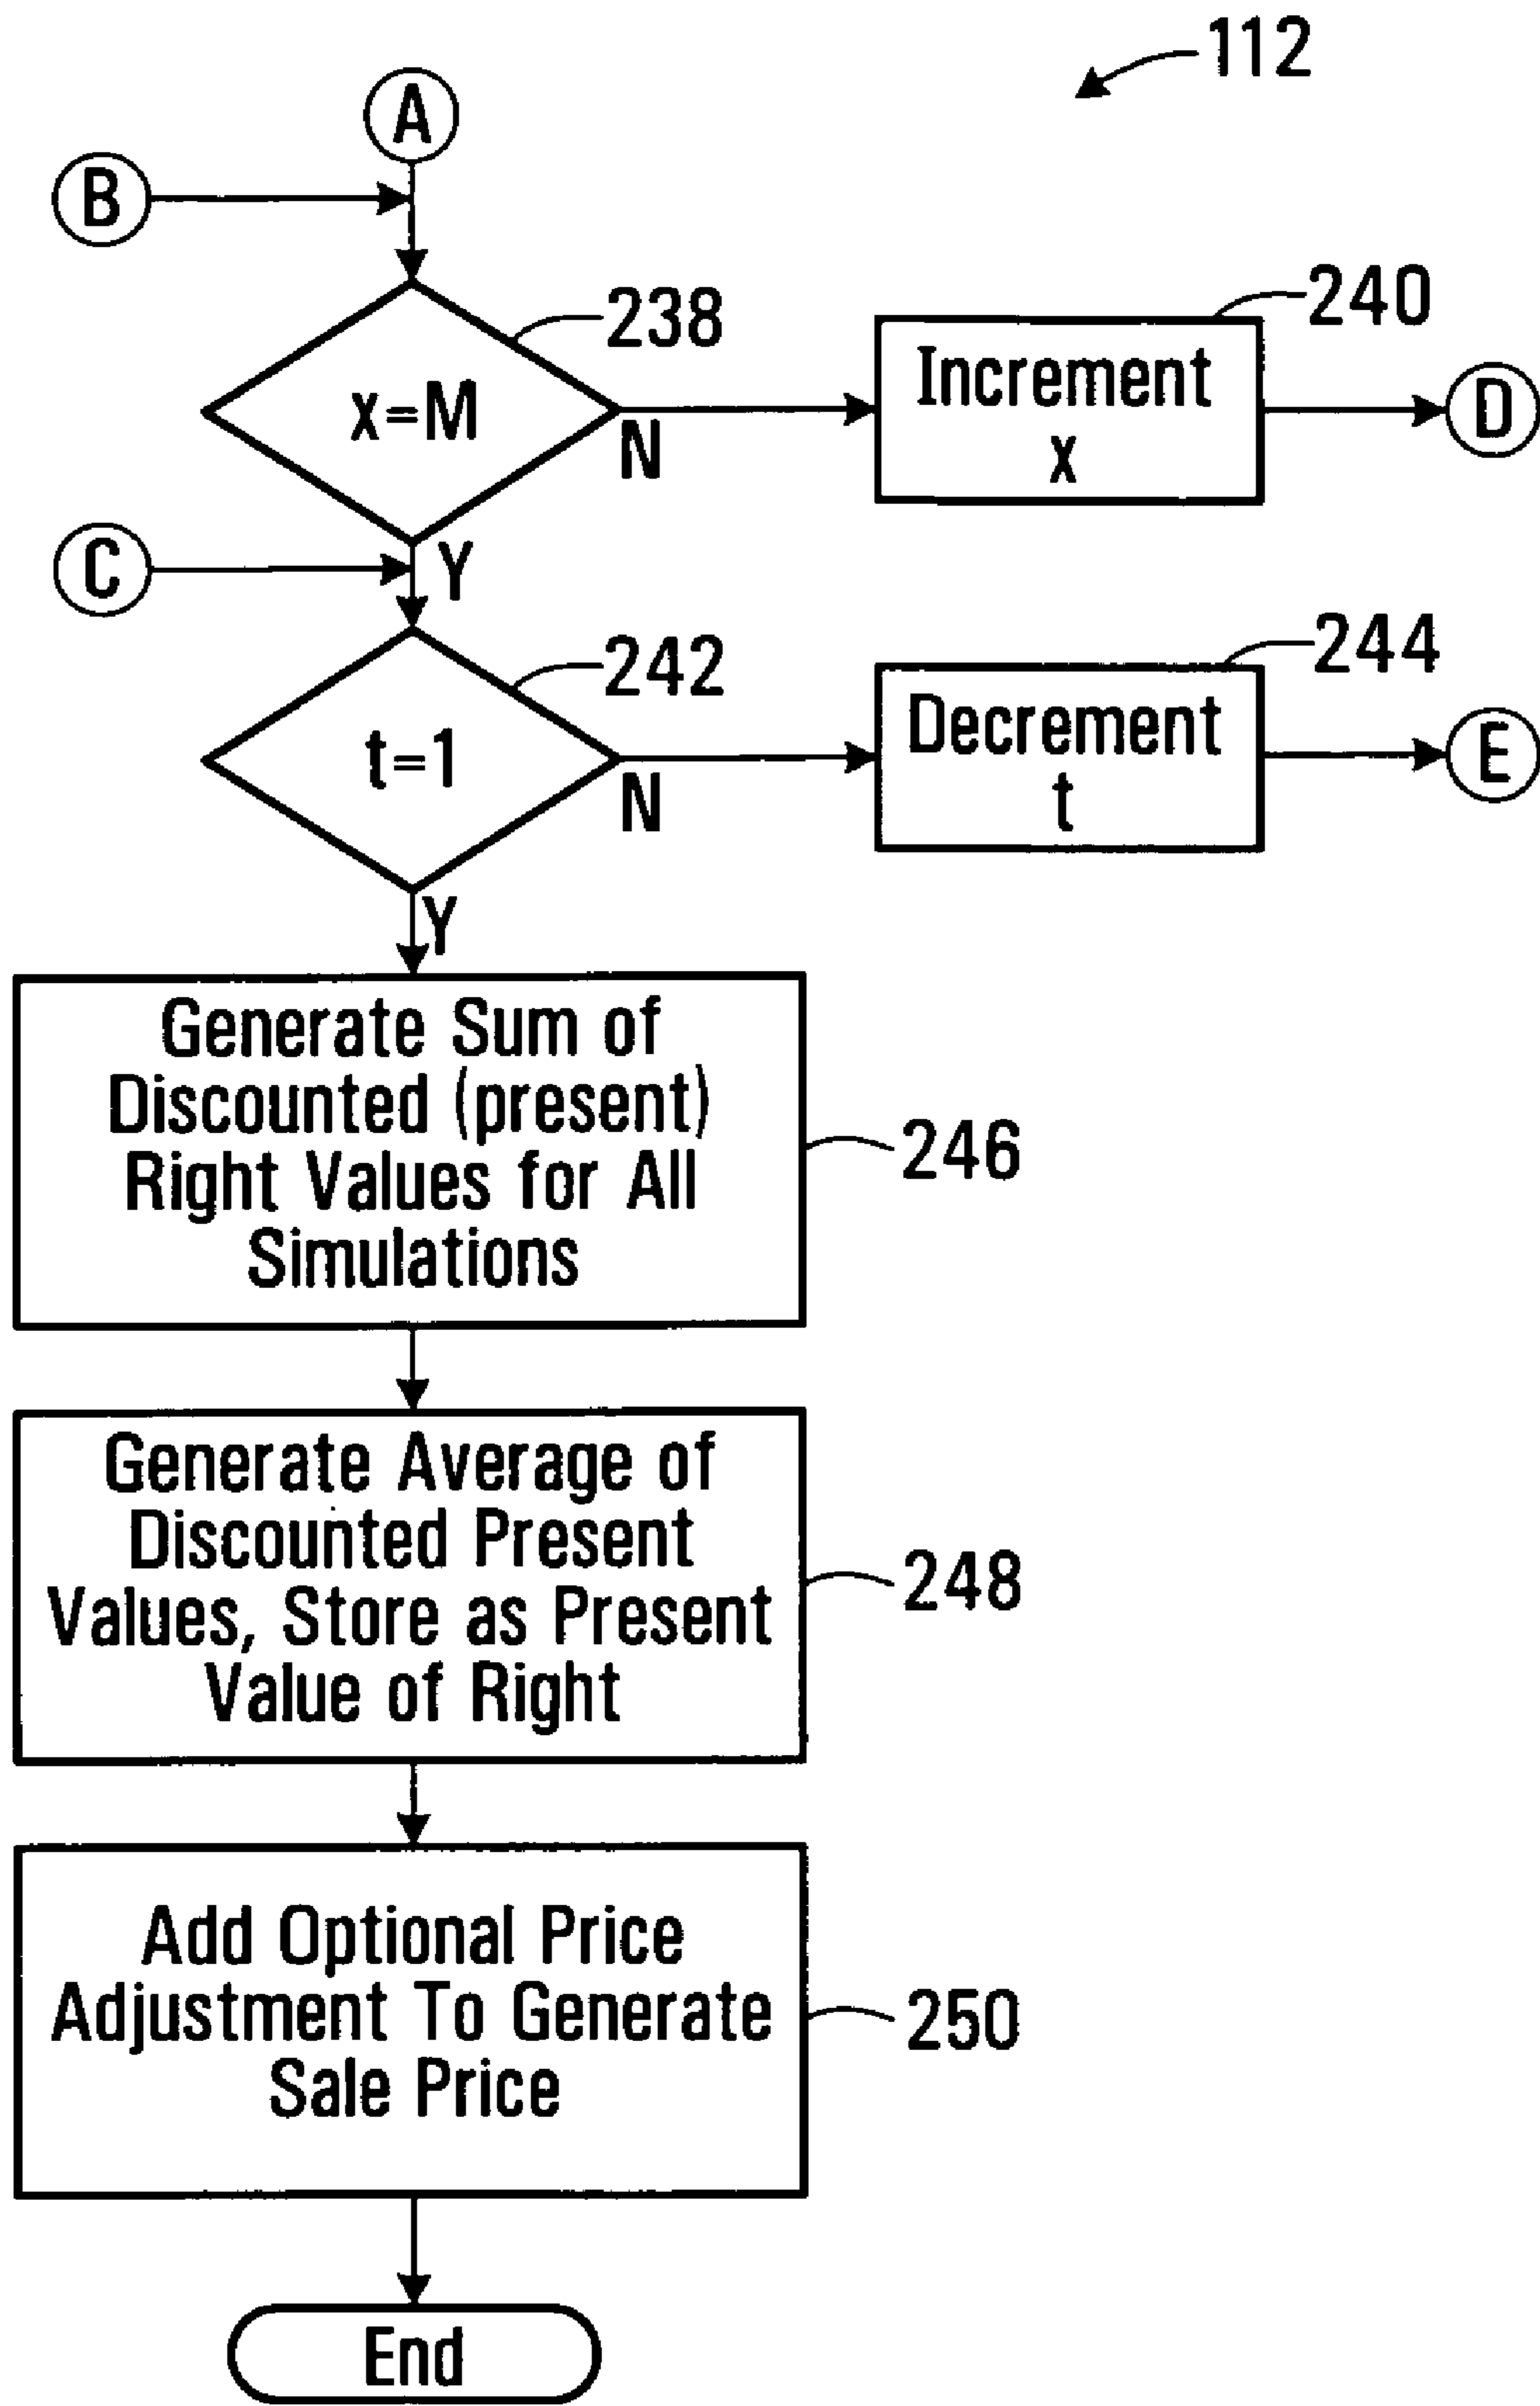 112
A
B
238
x=M
N
240
Increment
x
D
C
Y
242
t=1
N
244
Decrement
t
E
Y
Generate Sum of
Discounted (present)
Right Values for All
Simulations
246
Generate Average of
Discounted Present
Values, Store as Present
Value of Right
248
Add Optional Price
Adjustment To Generate
Sale Price
250
End